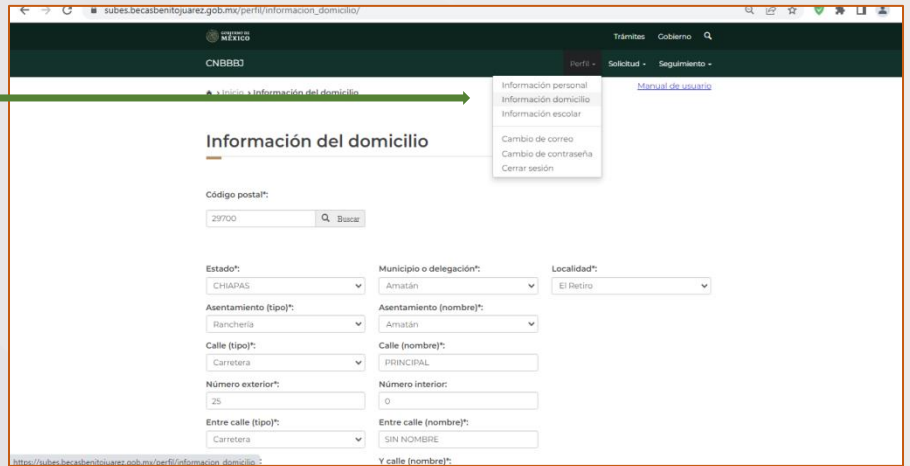 subes.becasbenitojuarez.gob.mx/perfil/informacion_domicilio/
GOBIERNO DE
MÉXICO
Trámites Gobierno
CNBBBJ
Perfil Solicitud Seguimiento
Inicio > Información del domicilio
Manual de usuario
Información personal
Información domicilio
Información escolar
Cambio de correo
Cambio de contraseña
Cerrar sesión
Información del domicilio
Código postal*:
29700 Buscar
Estado*: Municipio o delegación*: Localidad*:
CHIAPAS Amatán El Retiro
Asentamiento (tipo)*: Asentamiento (nombre)*:
Ranchería Amatán
Calle (tipo)*: Calle (nombre)*:
Carretera PRINCIPAL
Número exterior*: Número interior:
25 0
Entre calle (tipo)*: Entre calle (nombre)*:
Carretera SIN NOMBRE
https://subes.becasbenitojuarez.gob.mx/perfil/informacion_domicilio : Y calle (nombre)*: